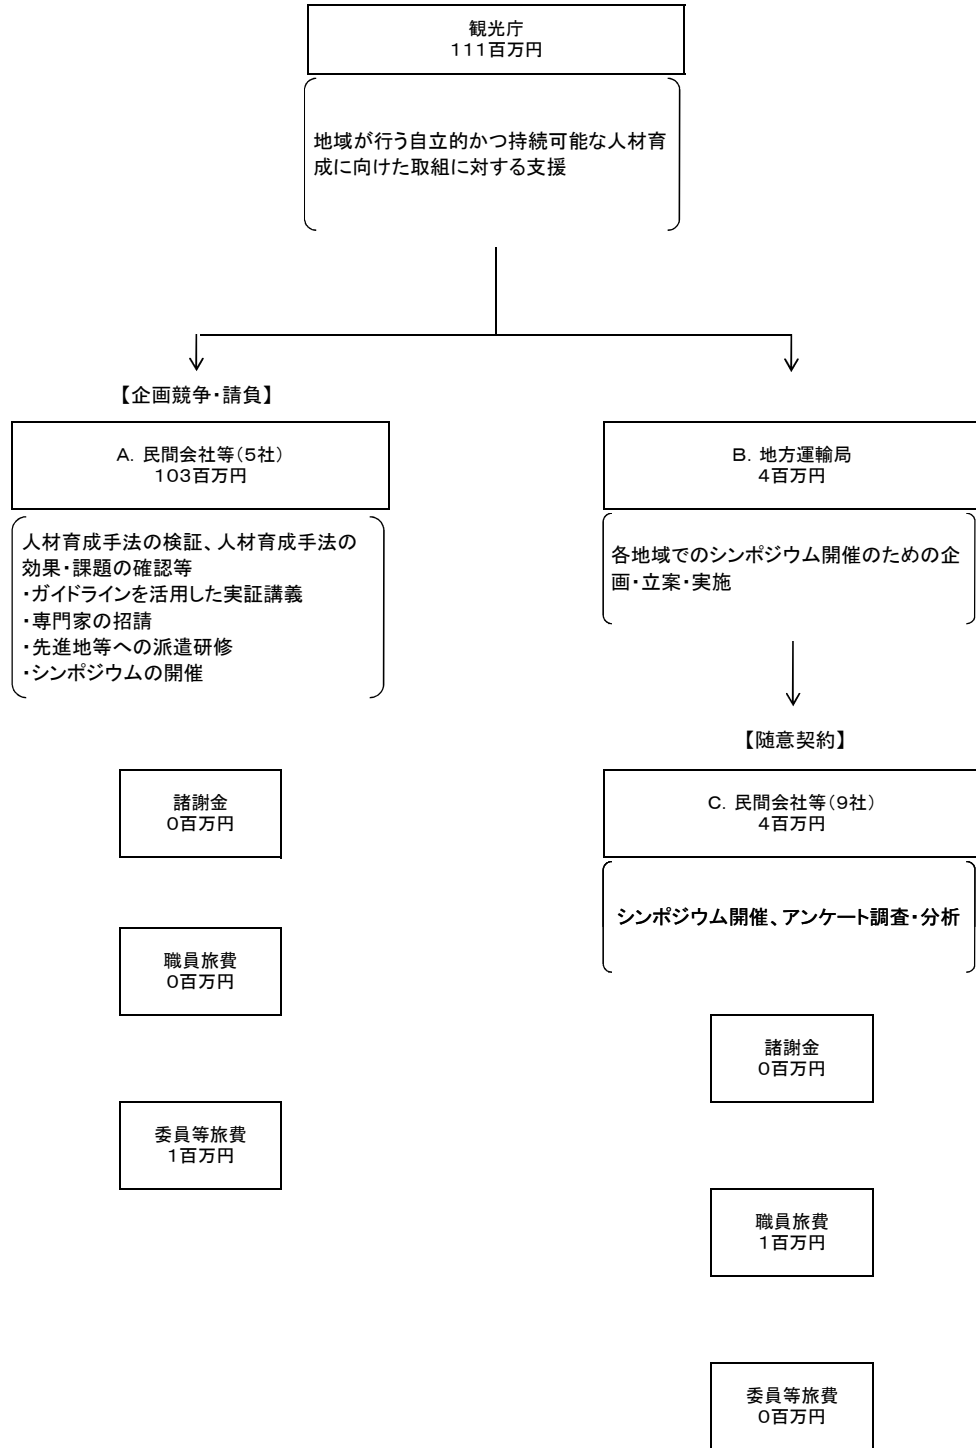 観光庁
111百万円
地域が行う自立的かつ持続可能な人材育
成に向けた取組に対する支援
【企画競争・請負】
A. 民間会社等(5社)
103百万円
人材育成手法の検証、人材育成手法の
効果・課題の確認等
・ガイドラインを活用した実証講義
・専門家の招請
・先進地等への派遣研修
・シンポジウムの開催
諸謝金
0百万円
職員旅費
0百万円
委員等旅費
1百万円
B. 地方運輸局
4百万円
各地域でのシンポジウム開催のための企
画・立案・実施
【随意契約】
C. 民間会社等(9社)
4百万円
シンポジウム開催、アンケート調査・分析
諸謝金
0百万円
職員旅費
1百万円
委員等旅費
0百万円